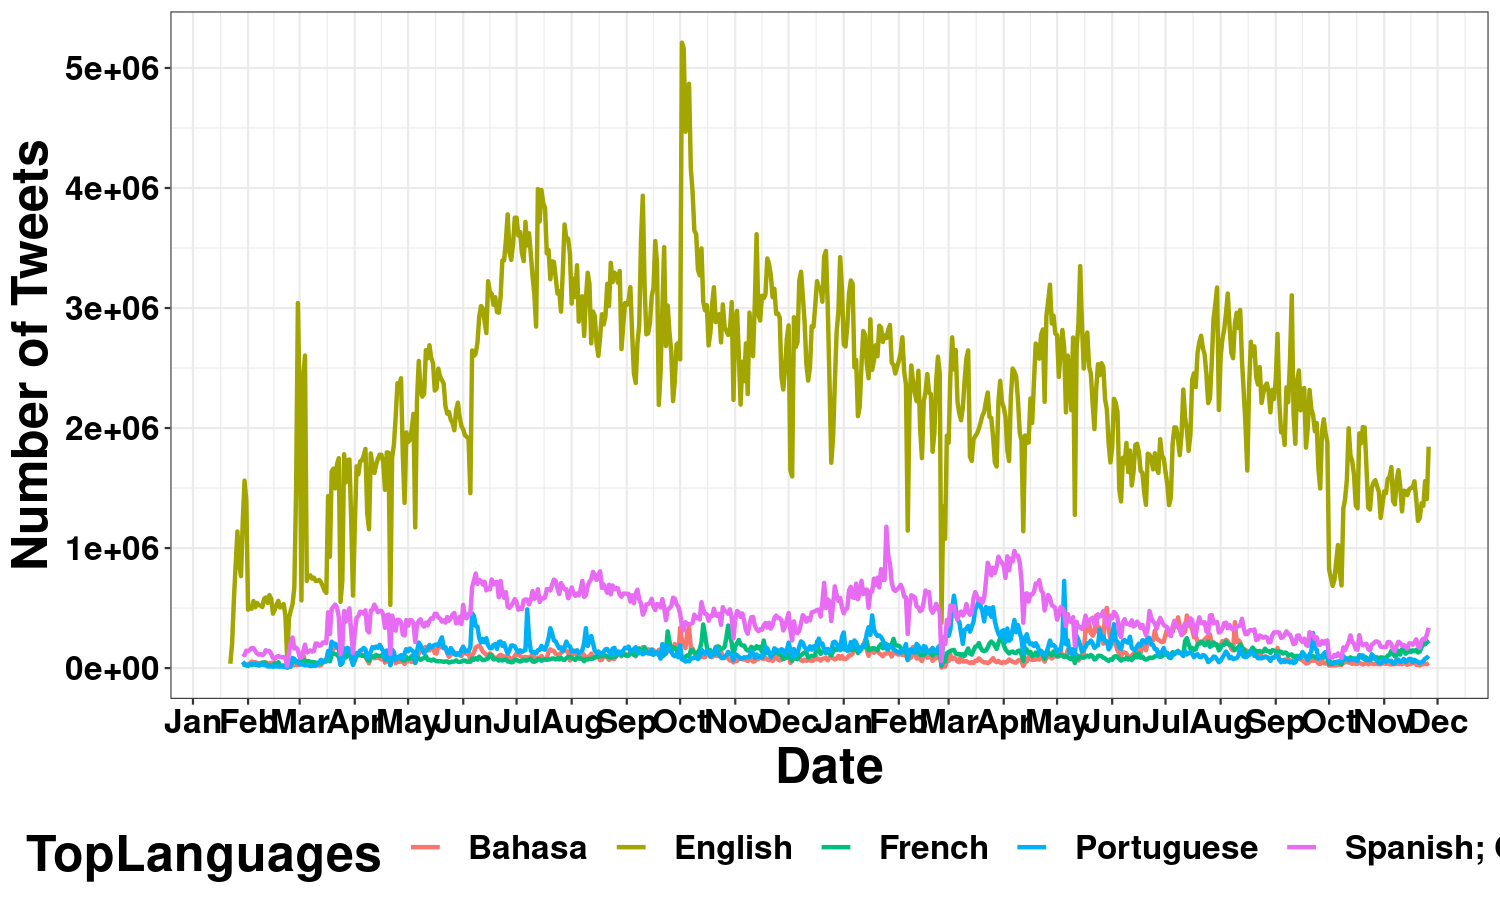 Number of Tweets
5e+06
4e+06
3e+06
2e+06
1e+06
0e+00
Jan Feb Mar Apr May Jun Jul Aug Sep Oct Nov Dec Jan Feb Mar Apr May Jun Jul Aug Sep Oct Nov Dec
Date
TopLanguages Bahasa English French Portuguese Spanish;